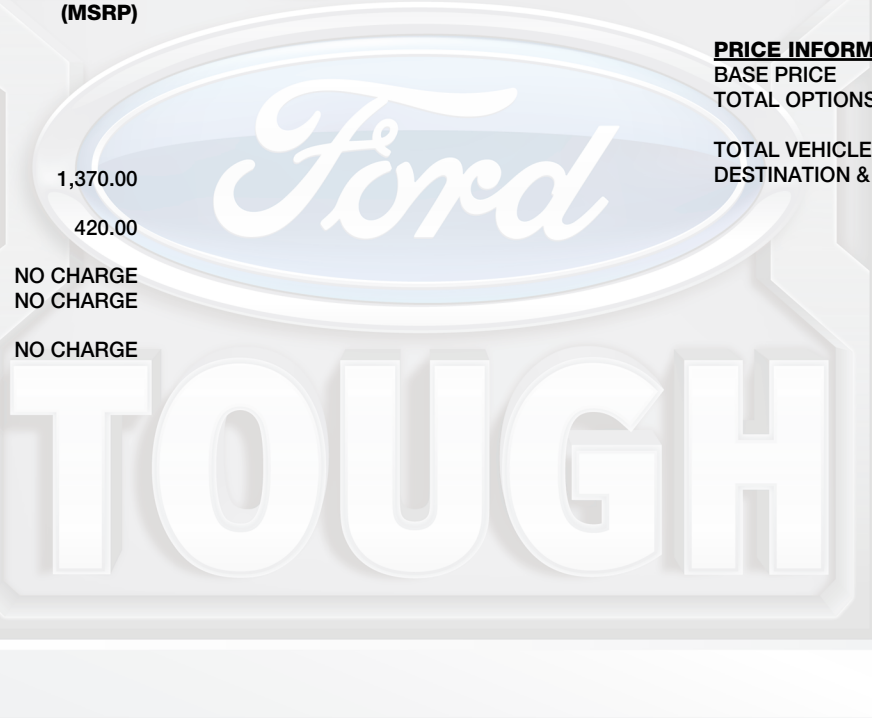 (MSRP)
1,370.00
420.00
NO CHARGE
NO CHARGE
NO CHARGE
PRICE INFORM
BASE PRICE
TOTAL OPTIONS
TOTAL VEHICLE
DESTINATION &
Ford
TOUGH